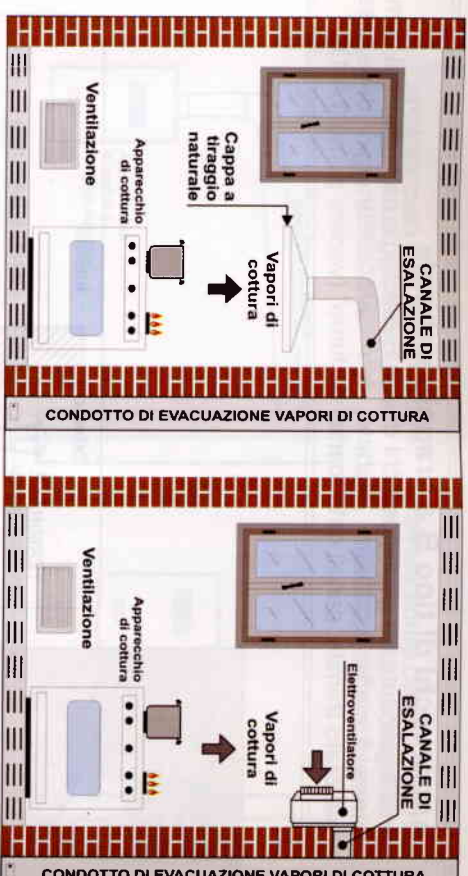 CANALE DI
ESALAZIONE
Cappa a
tiraggio
naturale
Vapori di
cottura
Apparecchio
di cottura
Ventilazione
CONDOTTO DI EVACUAZIONE VAPORI DI COTTURA
CANALE DI
ESALAZIONE
Elettroventilatore
Vapori di
cottura
Apparecchio
di cottura
Ventilazione
CONDOTTO DI EVACUAZIONE VAPORI DI COTTURA